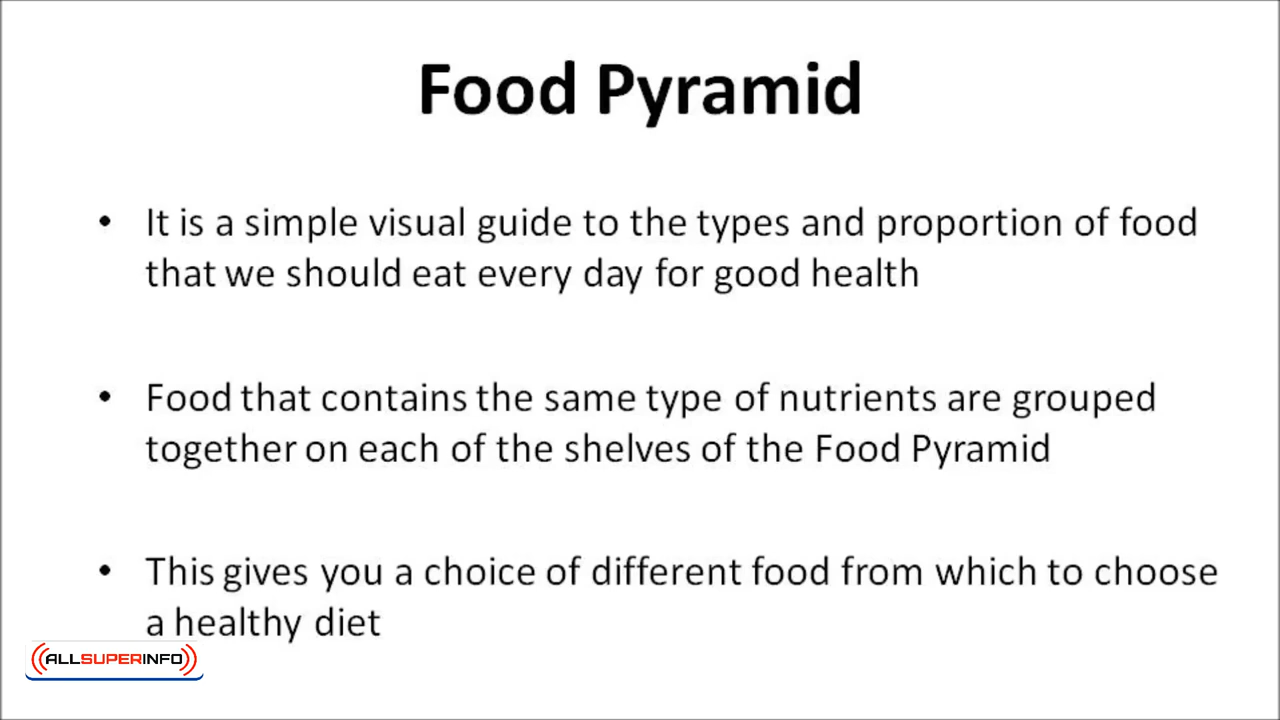 Food Pyramid
• It is a simple visual guide to the types and proportion of food
that we should eat every day for good health
• Food that contains the same type of nutrients are grouped
together on each of the shelves of the Food Pyramid
• This gives you a choice of different food from which to choose
a healthy diet
ALLSUPERINFO